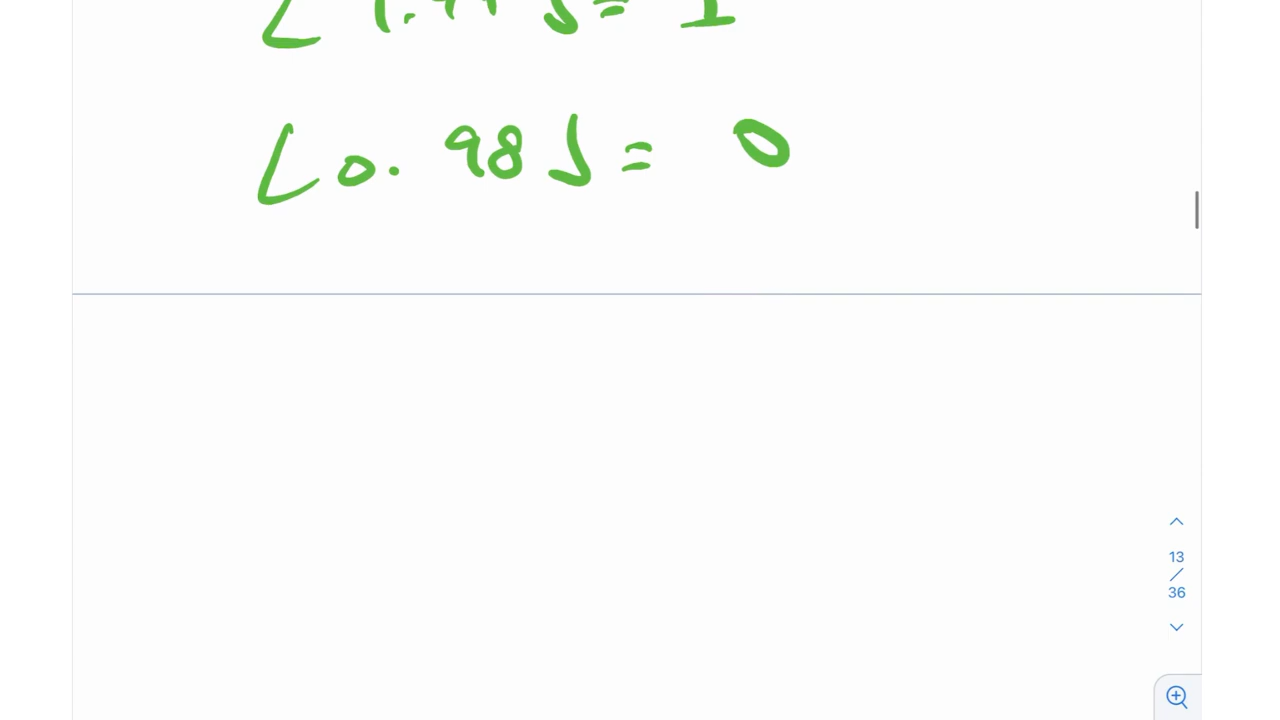 ⌊0.98⌋ = 0
13
/
36